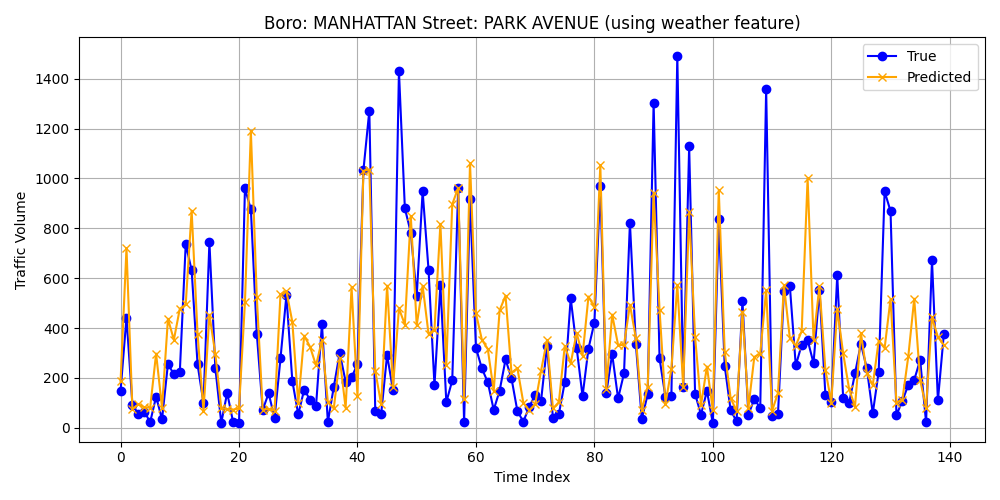 Boro: MANHATTAN Street: PARK AVENUE (using weather feature)
True
Predicted
Traffic Volume
1400
1200
1000
800
600
400
200
0
0 20 40 60 80 100 120 140
Time Index